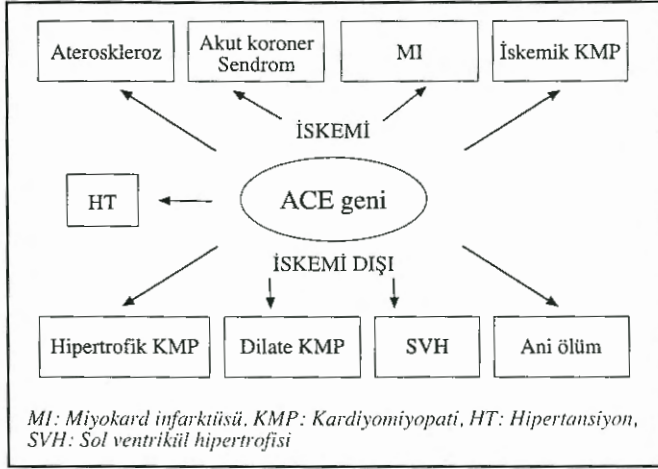 Ateroskleroz
Akut koroner
Sendrom
MI
İskemik KMP
İSKEMİ
HT
ACE geni
İSKEMİ DIŞI
Hipertrofik KMP
Dilate KMP
SVH
Ani ölüm
MI: Miyokard infarktüsü, KMP: Kardiyomiyopati, HT: Hipertansiyon,
SVH: Sol ventrikül hipertrofisi